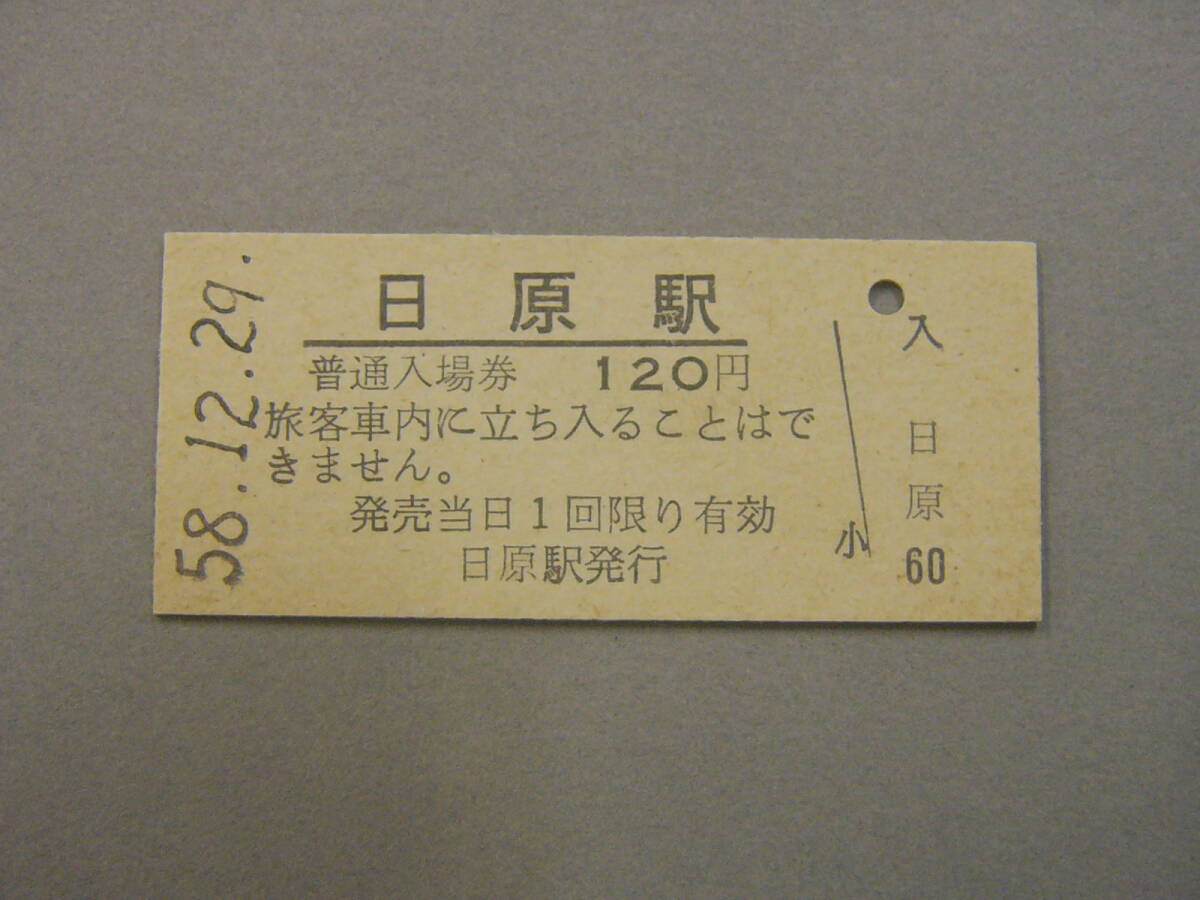 58.12.29.
日原駅
普通入場券 120円
旅客車内に立ち入ることはで
きません。
発売当日1回限り有効
日原駅発行
小
入
日原
60